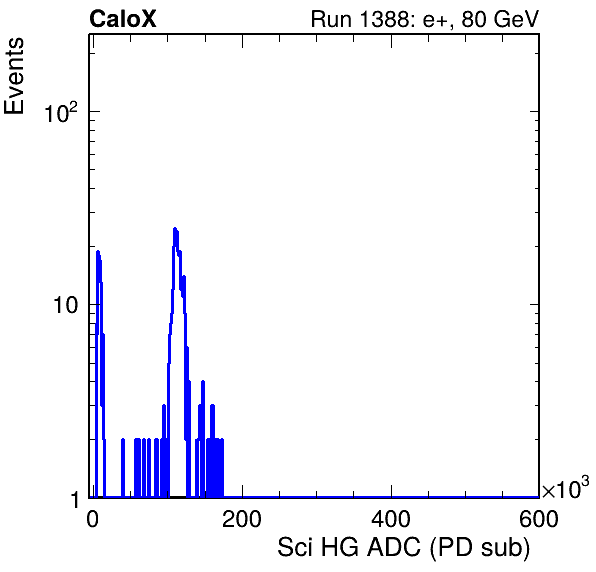 CaloX Run 1388: e+, 80 GeV
Events
10²
10
1
0 200 400 600
×10³
Sci HG ADC (PD sub)